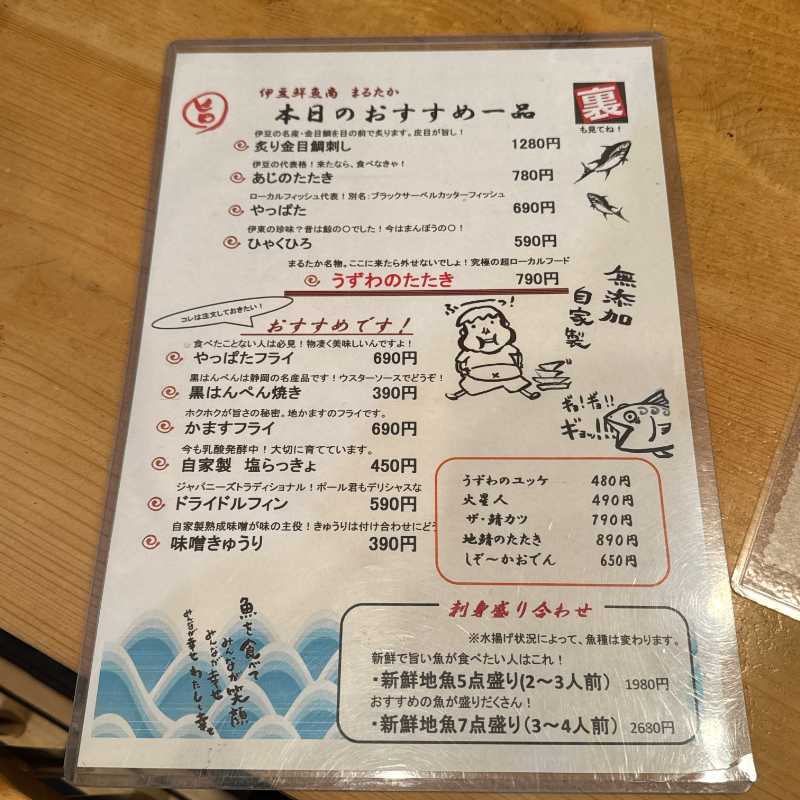 旨
伊豆鮮魚商 まるたか
本日のおすすめ一品
裏
も見てね!
伊豆の名産・金目鯛を目の前で炙ります。皮目が旨し!
炙り金目鯛刺し 1280円
伊豆の代表格!来たなら、食べなきゃ!
あじのたたき 780円
ローカルフィッシュ代表!別名:ブラックサーベルカッターフィッシュ
やっぱた 690円
伊東の珍味?昔は鯨の〇でした!今はまんぼうの〇!
ひゃくひろ 590円
まるたか名物。ここに来たら外せないでしょ!究極の超ローカルフード
うずわのたたき 790円
無添加
自家製
コレは注文しておきたい!
おすすめです!
ぷ〜っ!
☆食べたことない人は必見!物凄く美味しいんですよ!
やっぱたフライ 690円
黒はんぺんは静岡の名産品です!ウスターソースでどうぞ!
黒はんぺん焼き 390円
ホクホクが旨さの秘密。地かますのフライです。
かますフライ 690円
今も乳酸発酵中!大切に育てています。
自家製 塩らっきょ 450円
ジャパニーズトラディショナル!ポール君もデリシャスな
ドライドルフィン 590円
自家製熟成味噌が味の主役!きゅうりは付け合わせにどう
味噌きゅうり 390円
ギョ!ギョ!!
ギョッ!!!
うずわのユッケ 480円
火星人 490円
ザ・鯖カツ 790円
地鯖のたたき 890円
しぞ〜かおでん 650円
魚を食べて
みんなが笑顔
みんなが幸せ
みんなが幸せ わたしも幸せ
刺身盛り合わせ
※水揚げ状況によって、魚種は変わります。
新鮮で旨い魚が食べたい人はこれ!
・新鮮地魚5点盛り(2〜3人前) 1980円
おすすめの魚が盛りだくさん!
・新鮮地魚7点盛り(3〜4人前) 2680円